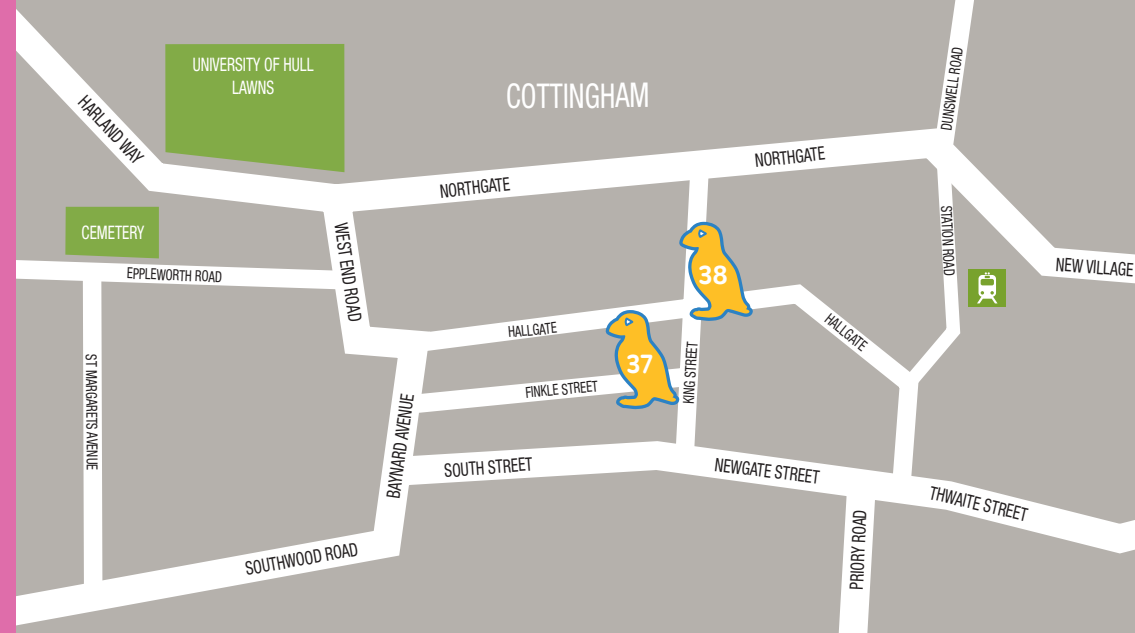 UNIVERSITY OF HULL
LAWNS
COTTINGHAM
HARLAND WAY
DUNSWELL ROAD
NORTHGATE
NORTHGATE
CEMETERY
EPPLEWORTH ROAD
WEST END ROAD
STATION ROAD
NEW VILLAGE
38
HALLGATE
HALLGATE
37
FINKLE STREET
KING STREET
ST MARGARETS AVENUE
BAYNARD AVENUE
SOUTH STREET
NEWGATE STREET
THWAITE STREET
SOUTHWOOD ROAD
PRIORY ROAD